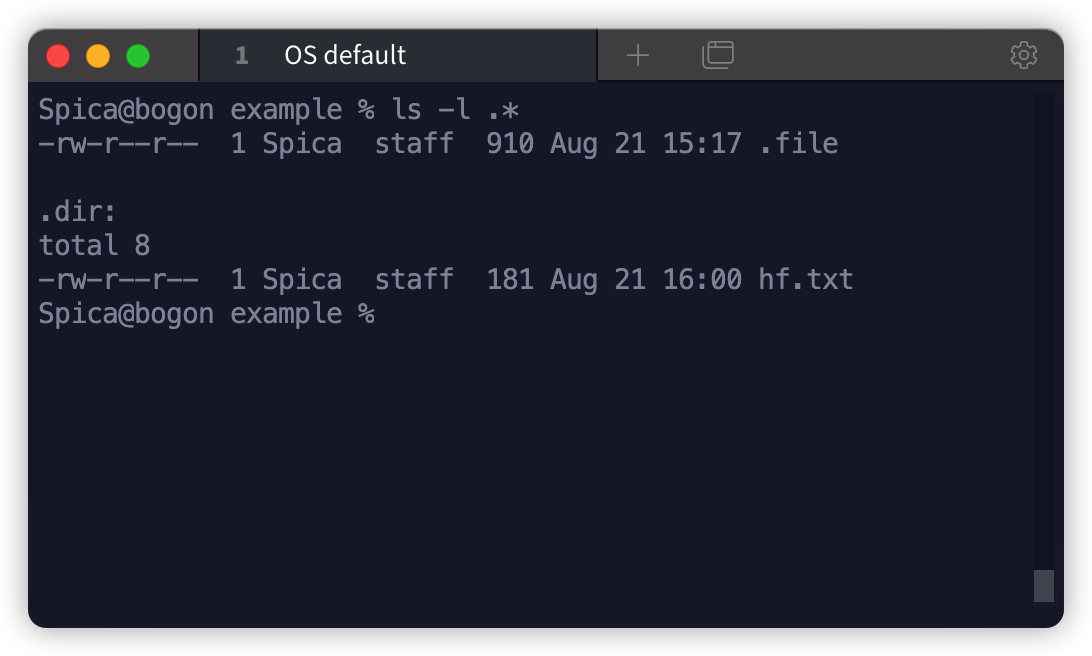 1 OS default
Spica@bogon example % ls -l .*
-rw-r--r--  1 Spica  staff  910 Aug 21 15:17 .file

.dir:
total 8
-rw-r--r--  1 Spica  staff  181 Aug 21 16:00 hf.txt
Spica@bogon example %